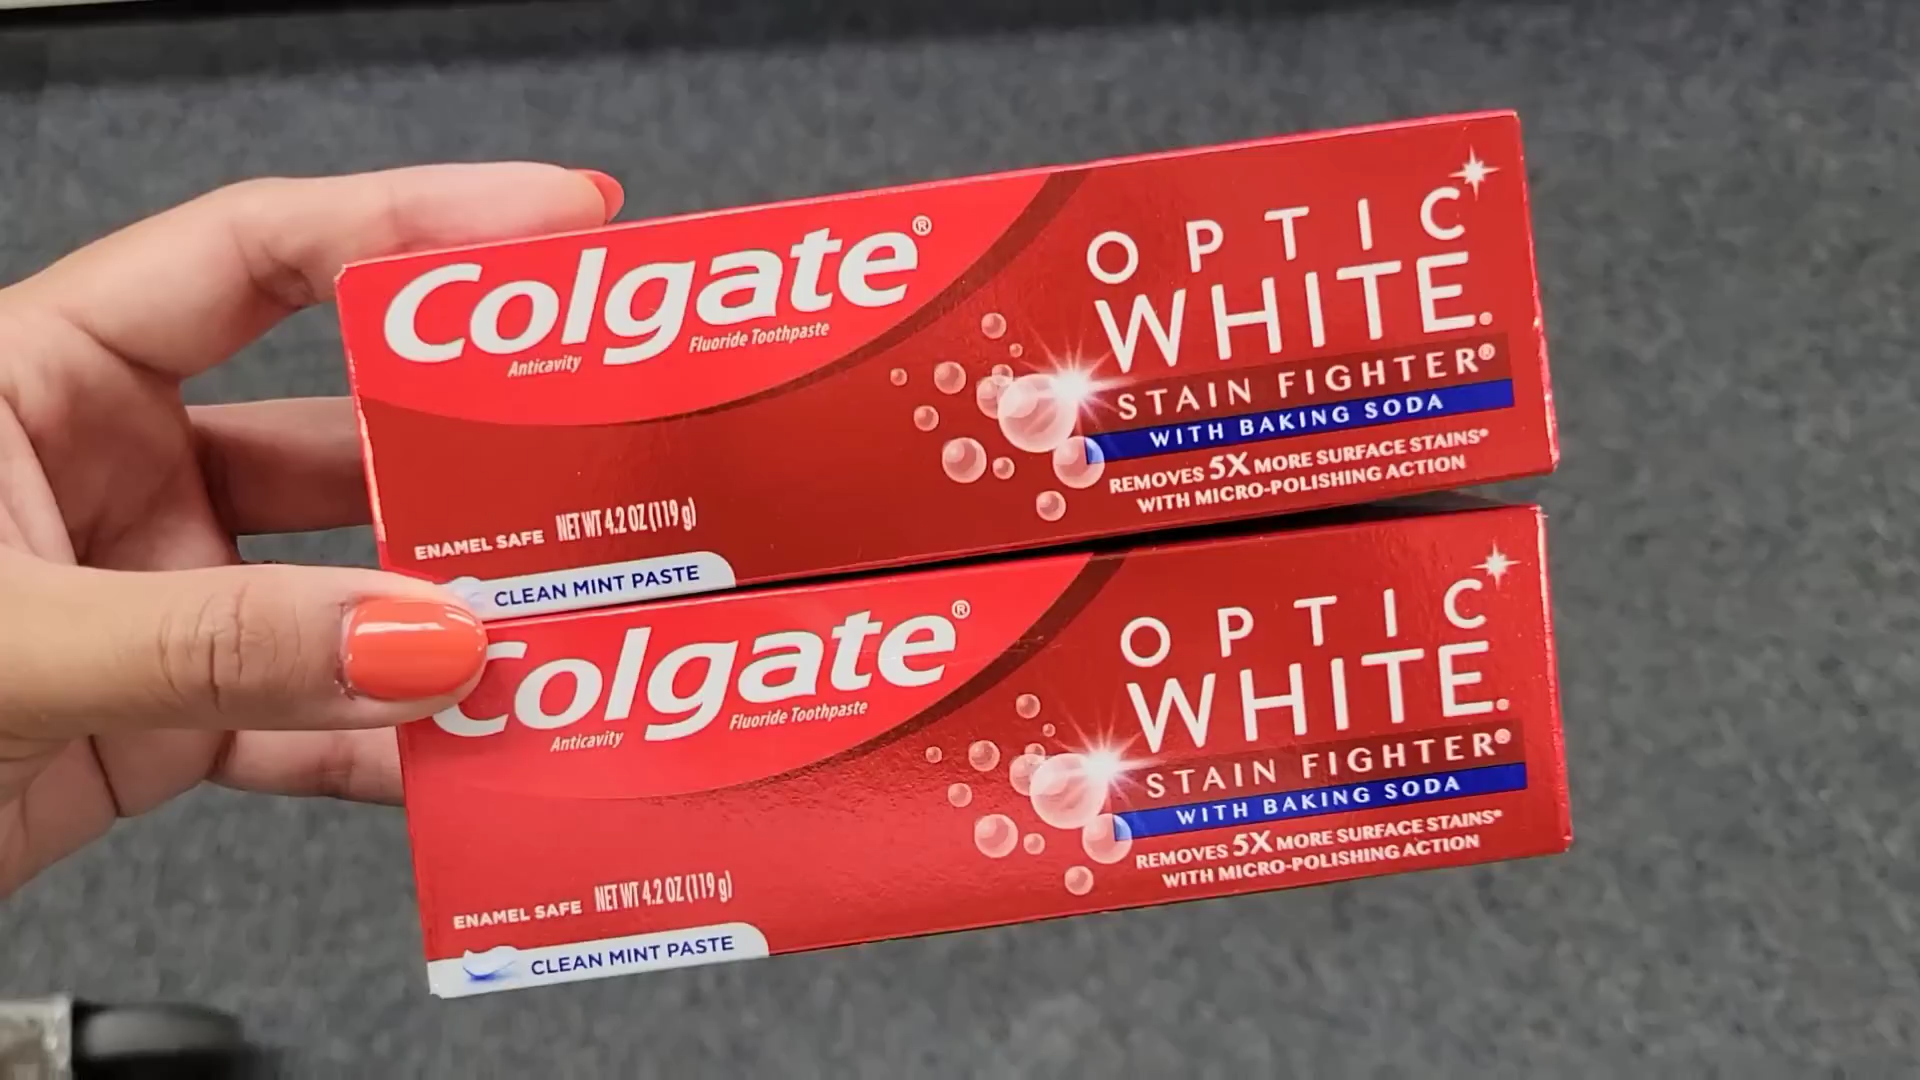 Colgate®
Anticavity Fluoride Toothpaste
OPTIC
WHITE.
STAIN FIGHTER®
WITH BAKING SODA
REMOVES 5X MORE SURFACE STAINS*
WITH MICRO-POLISHING ACTION
ENAMEL SAFE NET WT 4.2 OZ (119 g)
CLEAN MINT PASTE
Colgate®
Anticavity Fluoride Toothpaste
OPTIC
WHITE.
STAIN FIGHTER®
WITH BAKING SODA
REMOVES 5X MORE SURFACE STAINS*
WITH MICRO-POLISHING ACTION
ENAMEL SAFE NET WT 4.2 OZ (119 g)
CLEAN MINT PASTE